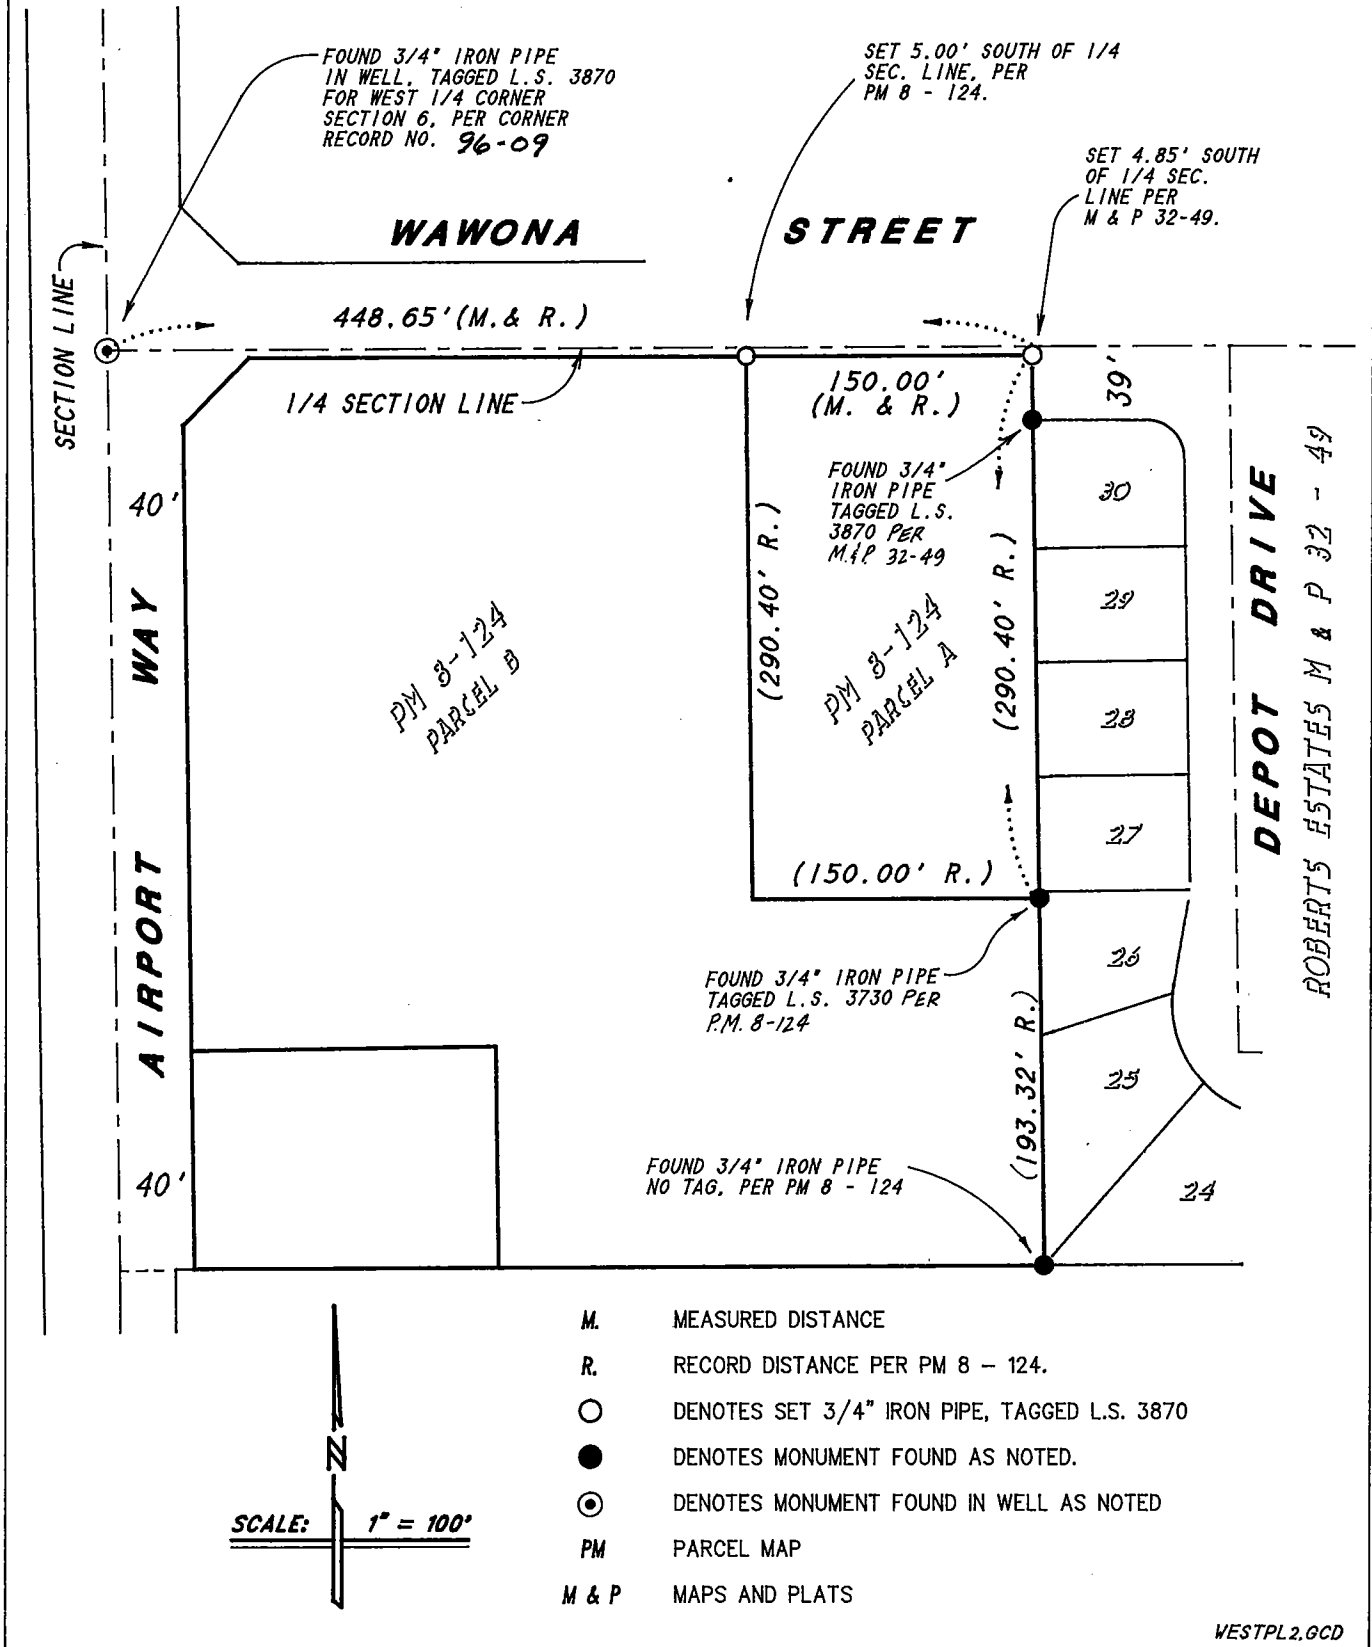 FOUND 3/4" IRON PIPE
IN WELL, TAGGED L.S. 3870
FOR WEST 1/4 CORNER
SECTION 6, PER CORNER
RECORD NO. 96-09
SET 5.00' SOUTH OF 1/4
SEC. LINE, PER
PM 8 - 124.
SET 4.85' SOUTH
OF 1/4 SEC.
LINE PER
M & P 32-49.
WAWONA STREET
SECTION LINE
448.65' (M.& R.)
1/4 SECTION LINE
150.00'
(M. & R.)
39'
FOUND 3/4"
IRON PIPE
TAGGED L.S.
3870 PER
M.&P. 32-49
40'
AIRPORT WAY
PM 8-124
PARCEL B
(290.40' R.)
PM 8-124
PARCEL A
(290.40' R.)
30
29
28
27
26
25
24
DEPOT DRIVE
ROBERTS ESTATES M & P 32 - 49
(150.00' R.)
FOUND 3/4" IRON PIPE
TAGGED L.S. 3730 PER
P.M. 8-124
(193.32' R.)
FOUND 3/4" IRON PIPE
NO TAG, PER PM 8 - 124
40'
M. MEASURED DISTANCE
R. RECORD DISTANCE PER PM 8 - 124.
DENOTES SET 3/4" IRON PIPE, TAGGED L.S. 3870
DENOTES MONUMENT FOUND AS NOTED.
DENOTES MONUMENT FOUND IN WELL AS NOTED
PM PARCEL MAP
M & P MAPS AND PLATS
N
SCALE: 1" = 100'
WESTPL2.GCD